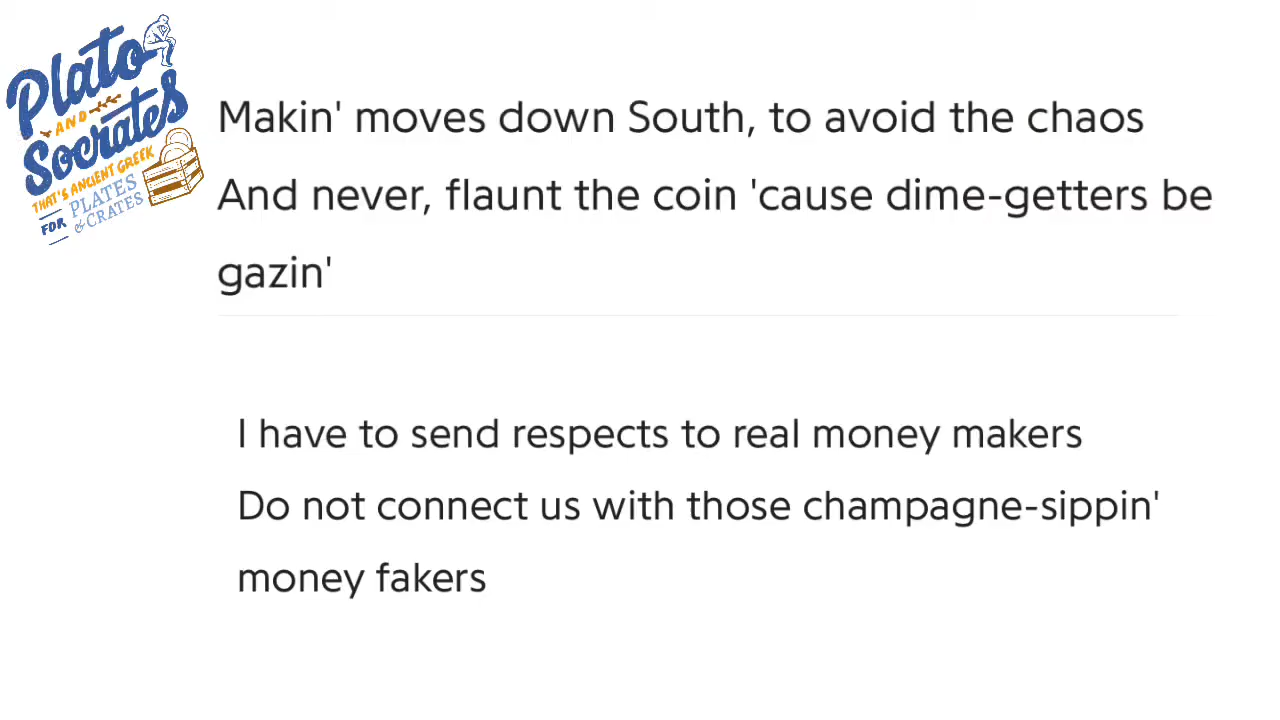 Plato
AND
Socrates
THAT'S ANCIENT GREEK
FOR PLATES
& CRATES
Makin' moves down South, to avoid the chaos
And never, flaunt the coin 'cause dime-getters be
gazin'
I have to send respects to real money makers
Do not connect us with those champagne-sippin'
money fakers